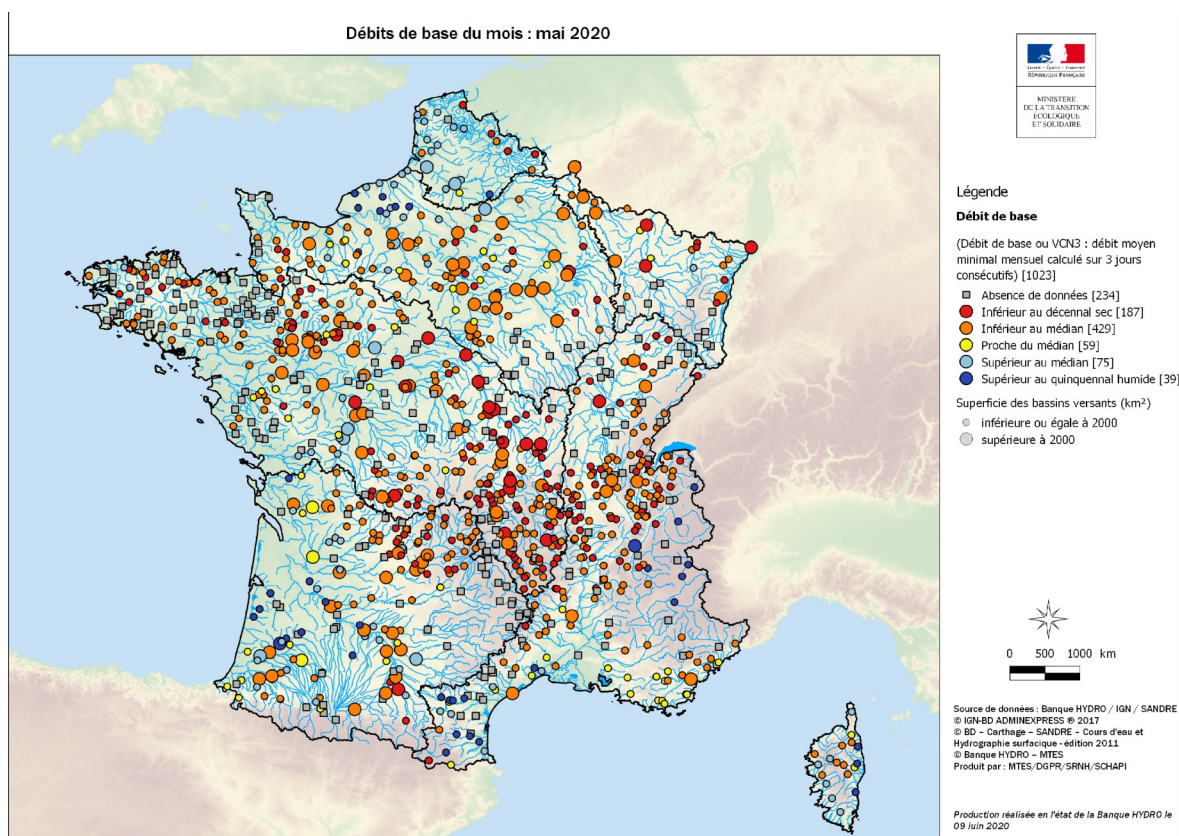 Débits de base du mois : mai 2020
RÉPUBLIQUE FRANÇAISE
MINISTÈRE
DE LA TRANSITION
ÉCOLOGIQUE
ET SOLIDAIRE
Légende
Débit de base
(Débit de base ou VCN3 : débit moyen
minimal mensuel calculé sur 3 jours
consécutifs) [1023]
Absence de données [234]
Inférieur au décennal sec [187]
Inférieur au médian [429]
Proche du médian [59]
Supérieur au médian [75]
Supérieur au quinquennal humide [39]
Superficie des bassins versants (km²)
inférieure ou égale à 2000
supérieure à 2000
0 500 1000 km
Source de données : Banque HYDRO / IGN / SANDRE
© IGN-BD ADMINEXPRESS ® 2017
© BD – Carthage – SANDRE – Cours d'eau et
Hydrographie surfacique - édition 2011
© Banque HYDRO – MTES
Produit par : MTES/DGPR/SRNH/SCHAPI
Production réalisée en l'état de la Banque HYDRO le
09 juin 2020